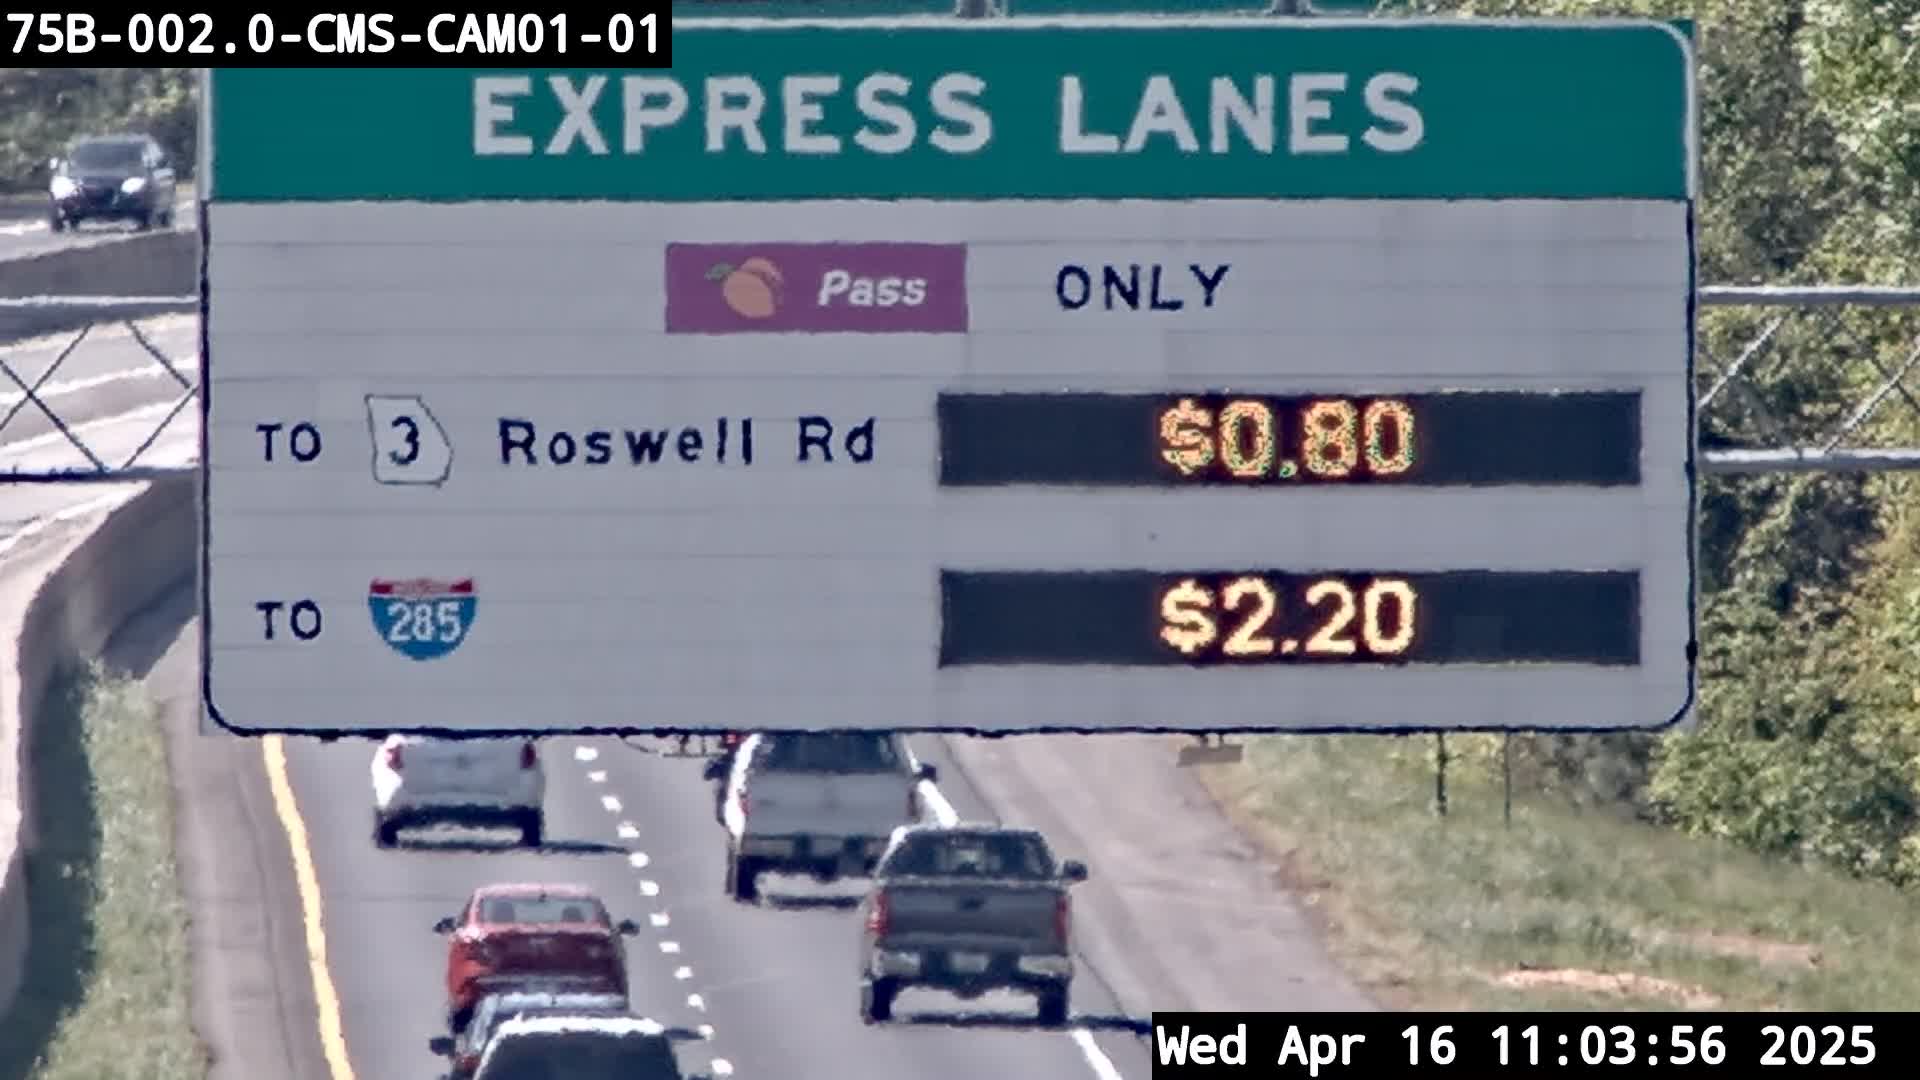 75B-002.0-CMS-CAM01-01
EXPRESS LANES
Pass ONLY
TO 3 Roswell Rd $0.80
TO 285 $2.20
Wed Apr 16 11:03:56 2025